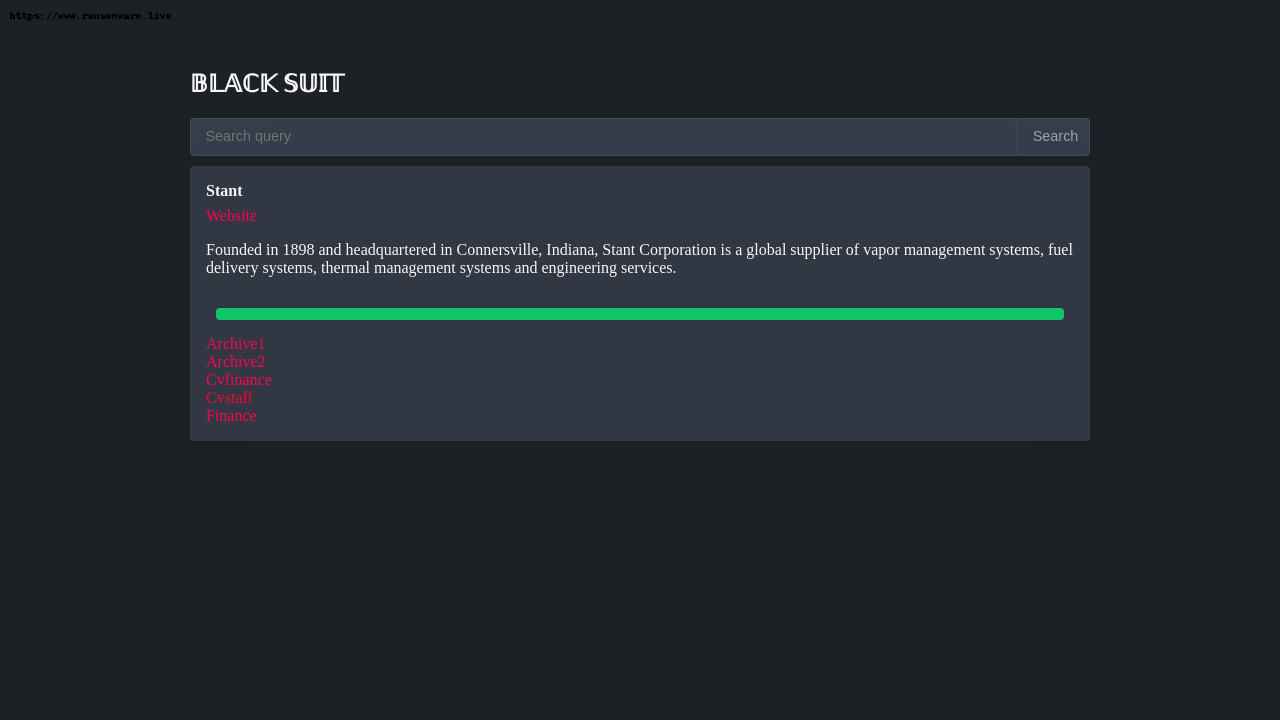 https://www.ransomware.live
BLACK SUIT
Search query
Search
Stant
Website
Founded in 1898 and headquartered in Connersville, Indiana, Stant Corporation is a global supplier of vapor management systems, fuel
delivery systems, thermal management systems and engineering services.
Archive1
Archive2
Cvfinance
Cvstaff
Finance